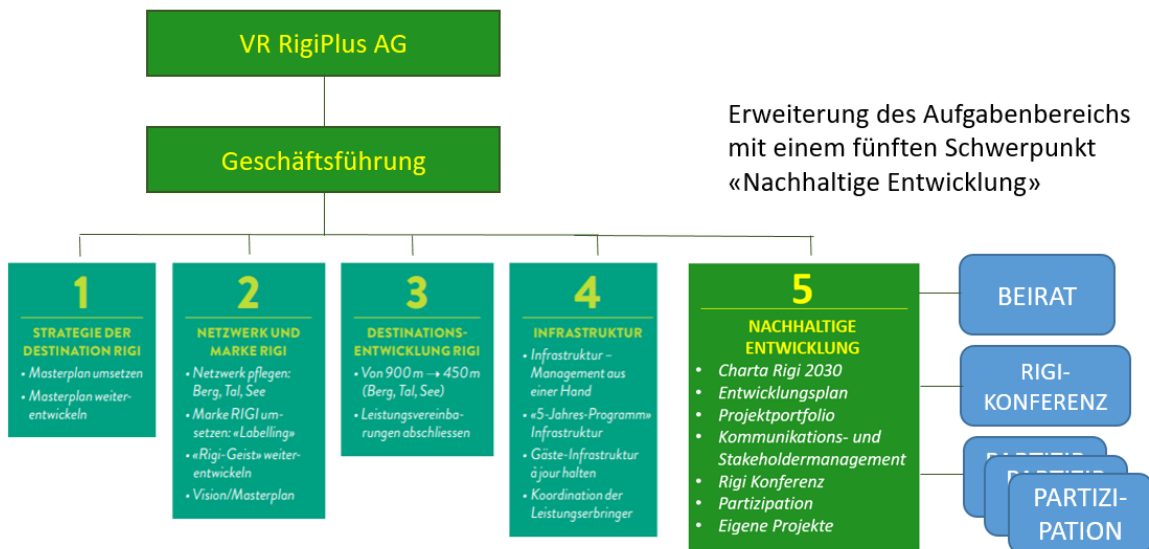 VR RigiPlus AG
Geschäftsführung
Erweiterung des Aufgabenbereichs
mit einem fünften Schwerpunkt
«Nachhaltige Entwicklung»
1
STRATEGIE DER
DESTINATION RIGI
• Masterplan umsetzen
• Masterplan weiter-
entwickeln
2
NETZWERK UND
MARKE RIGI
• Netzwerk pflegen:
Berg, Tal, See
• Marke RIGI um-
setzen: «Labelling»
• «Rigi-Geist» weiter-
entwickeln
• Vision/Masterplan
3
DESTINATIONS-
ENTWICKLUNG RIGI
• Von 900 m → 450 m
(Berg, Tal, See)
• Leistungsvereinba-
rungen abschliessen
4
INFRASTRUKTUR
• Infrastruktur –
Management aus
einer Hand
• «5-Jahres-Programm»
Infrastruktur
• Gäste-Infrastruktur
à jour halten
• Koordination der
Leistungserbringer
5
NACHHALTIGE
ENTWICKLUNG
• Charta Rigi 2030
• Entwicklungsplan
• Projektportfolio
• Kommunikations- und
Stakeholdermanagement
• Rigi Konferenz
• Partizipation
• Eigene Projekte
BEIRAT
RIGI-
KONFERENZ
PARTIZI-
PATION